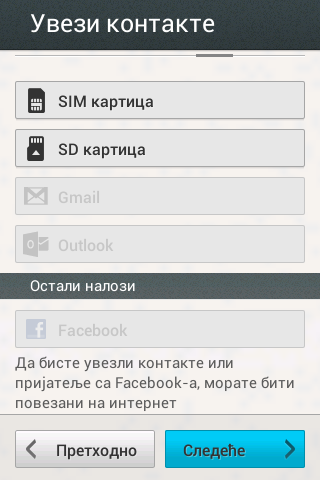 Увези контакте
SIM картица
SD картица
Gmail
Outlook
Остали налози
Facebook
Да бисте увезли контакте или
пријатеље са Facebook-а, морате бити
повезани на интернет
Претходно
Следеће